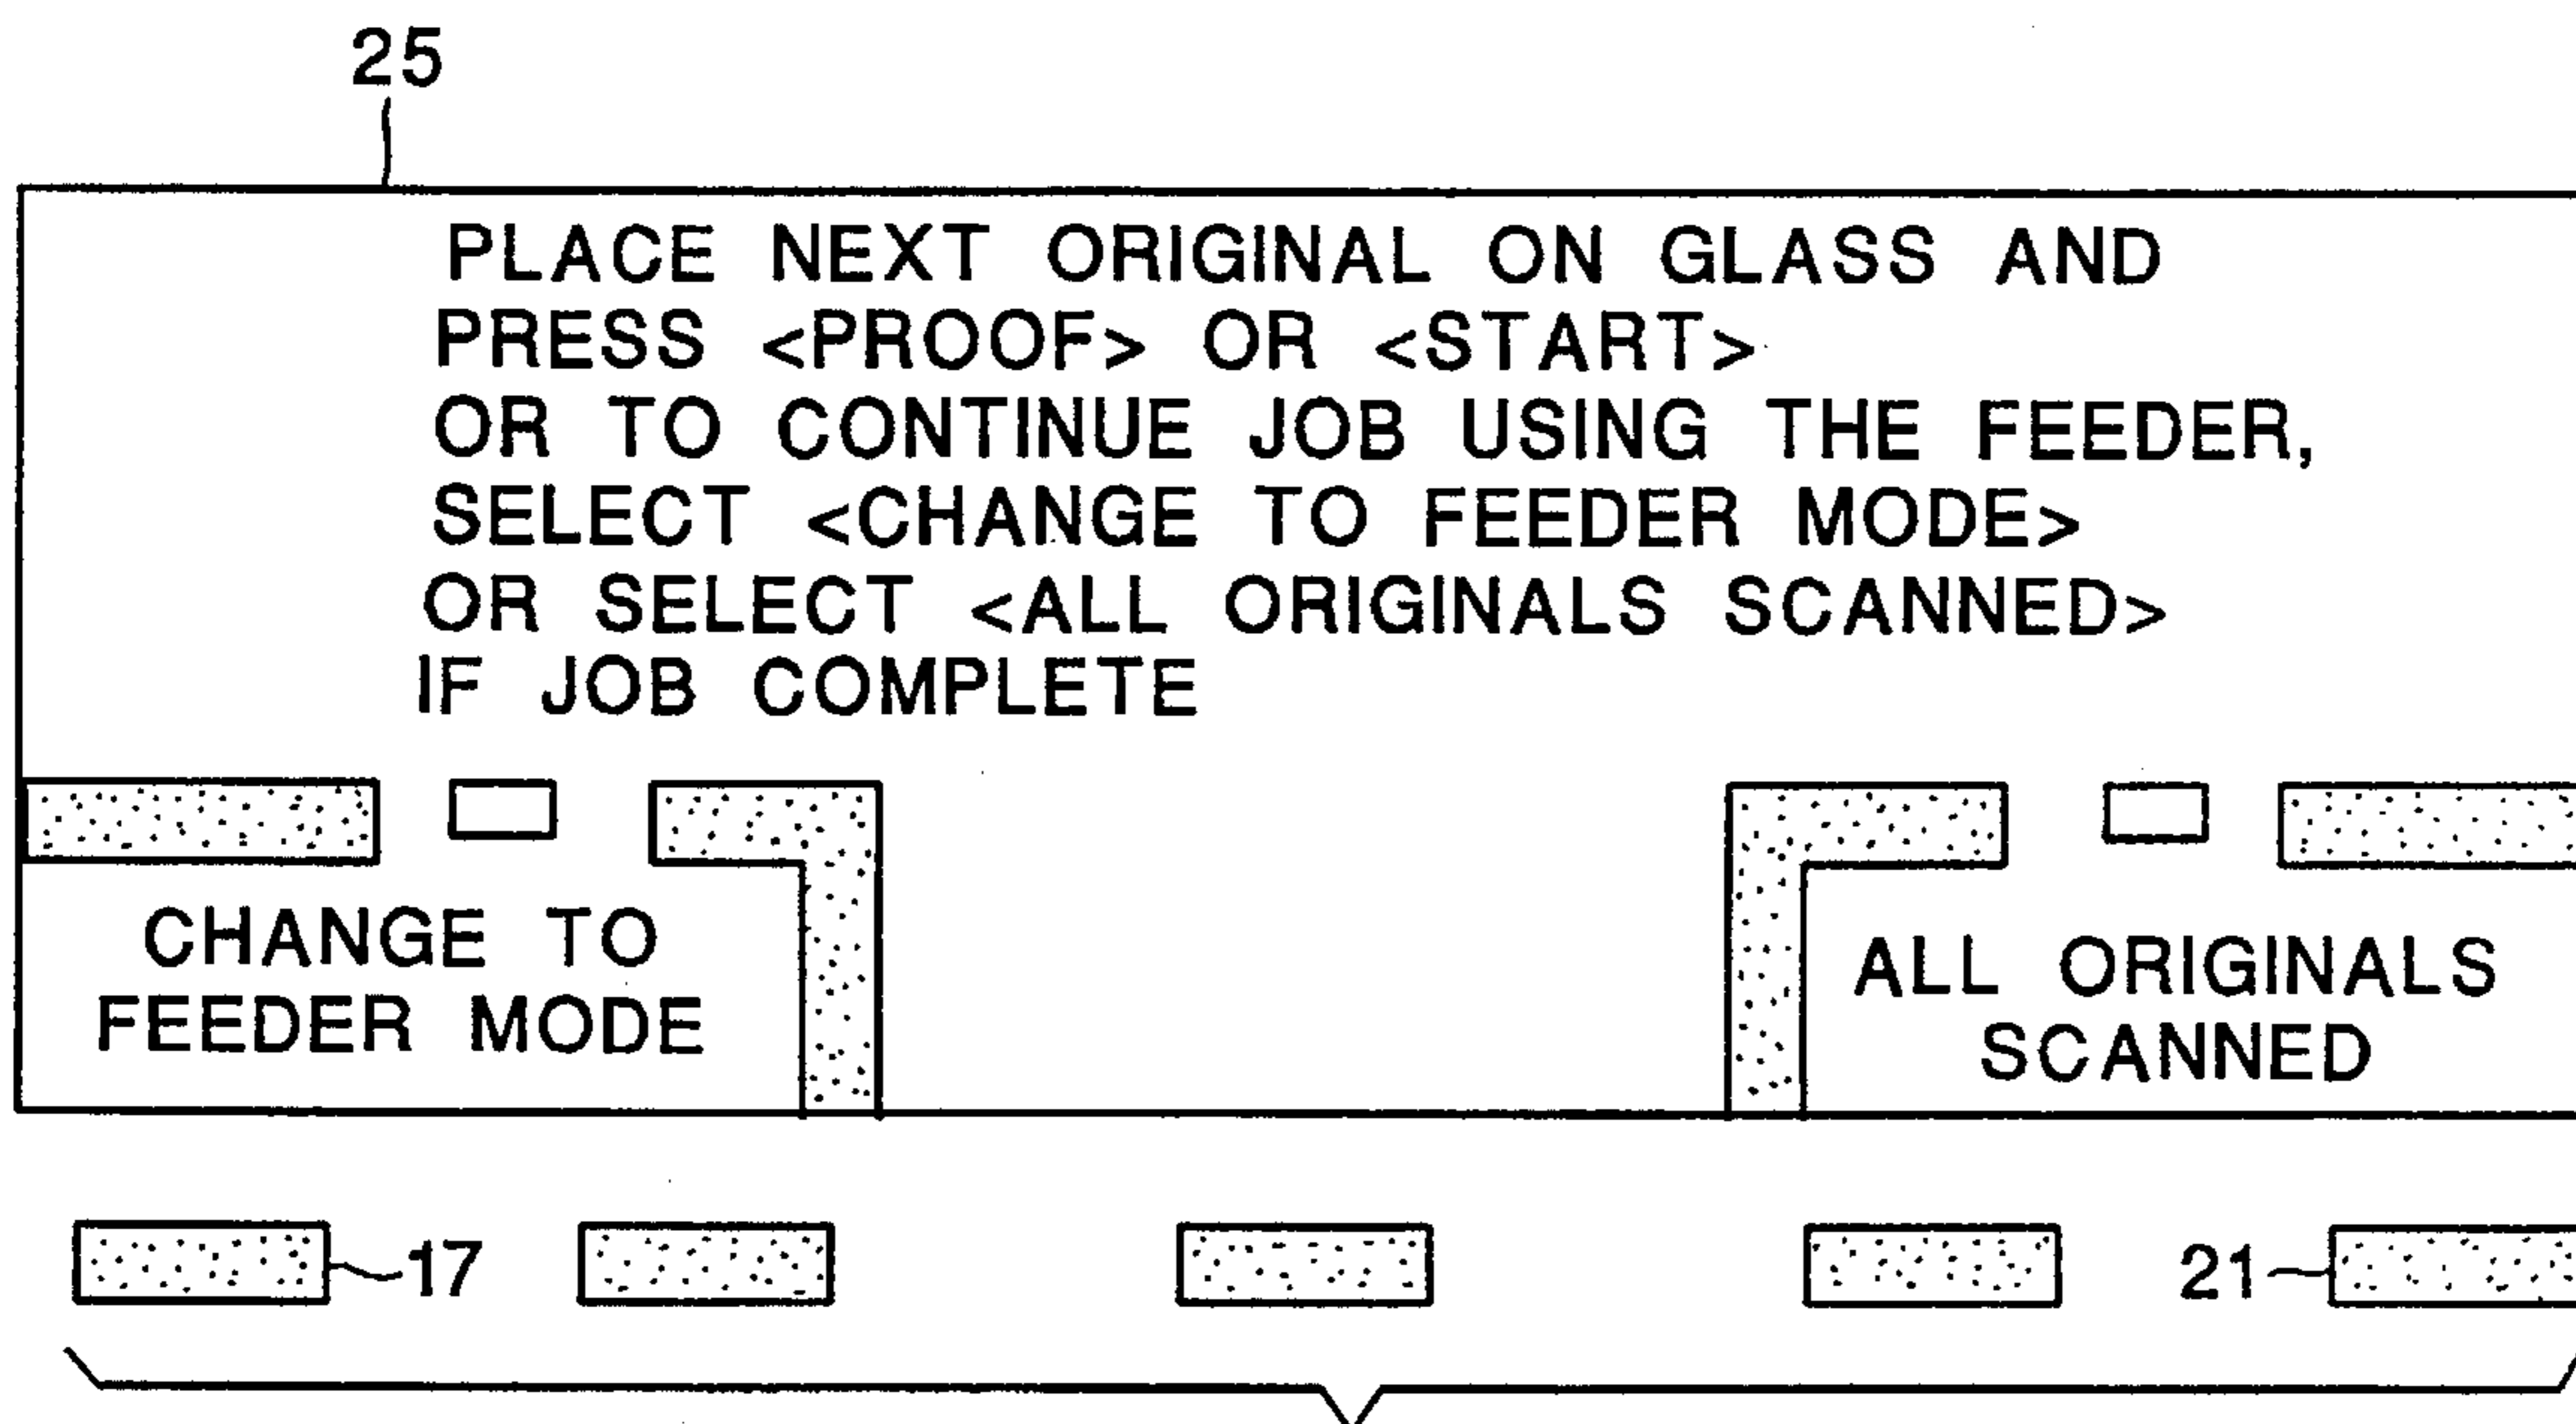 25
PLACE NEXT ORIGINAL ON GLASS AND
PRESS <PROOF> OR <START>
OR TO CONTINUE JOB USING THE FEEDER,
SELECT <CHANGE TO FEEDER MODE>
OR SELECT <ALL ORIGINALS SCANNED>
IF JOB COMPLETE
CHANGE TO
FEEDER MODE
ALL ORIGINALS
SCANNED
17
21